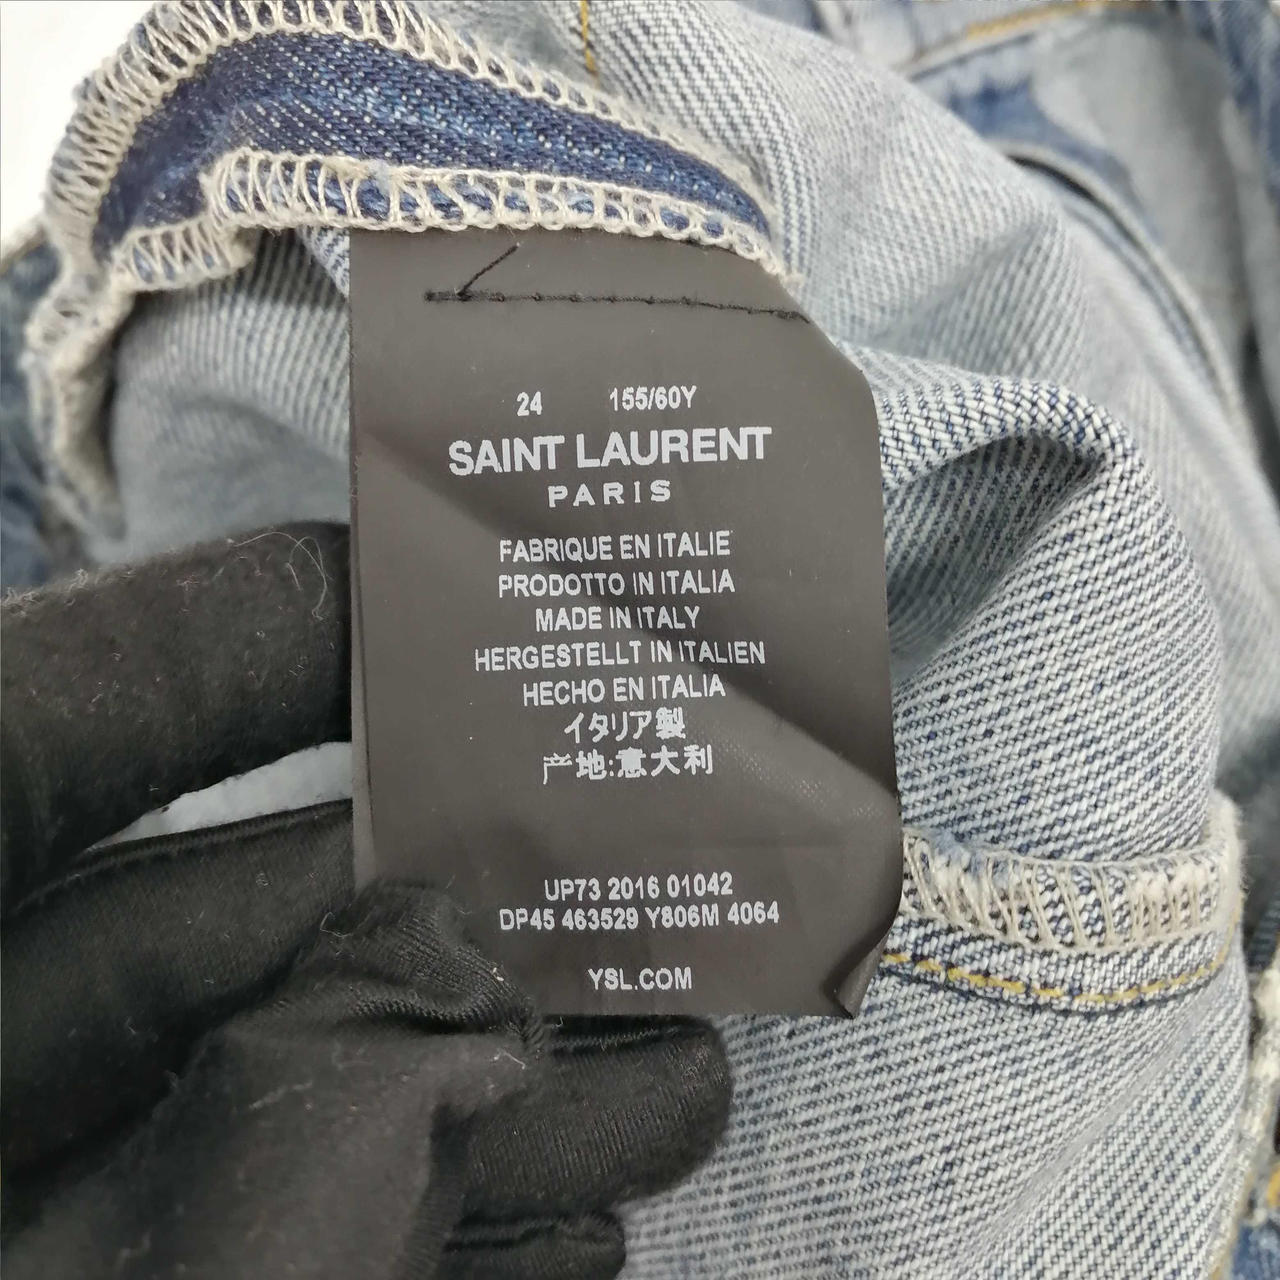 24 155/60Y
SAINT LAURENT
PARIS
FABRIQUE EN ITALIE
PRODOTTO IN ITALIA
MADE IN ITALY
HERGESTELLT IN ITALIEN
HECHO EN ITALIA
イタリア製
产地:意大利
UP73 2016 01042
DP45 463529 Y806M 4064
YSL.COM